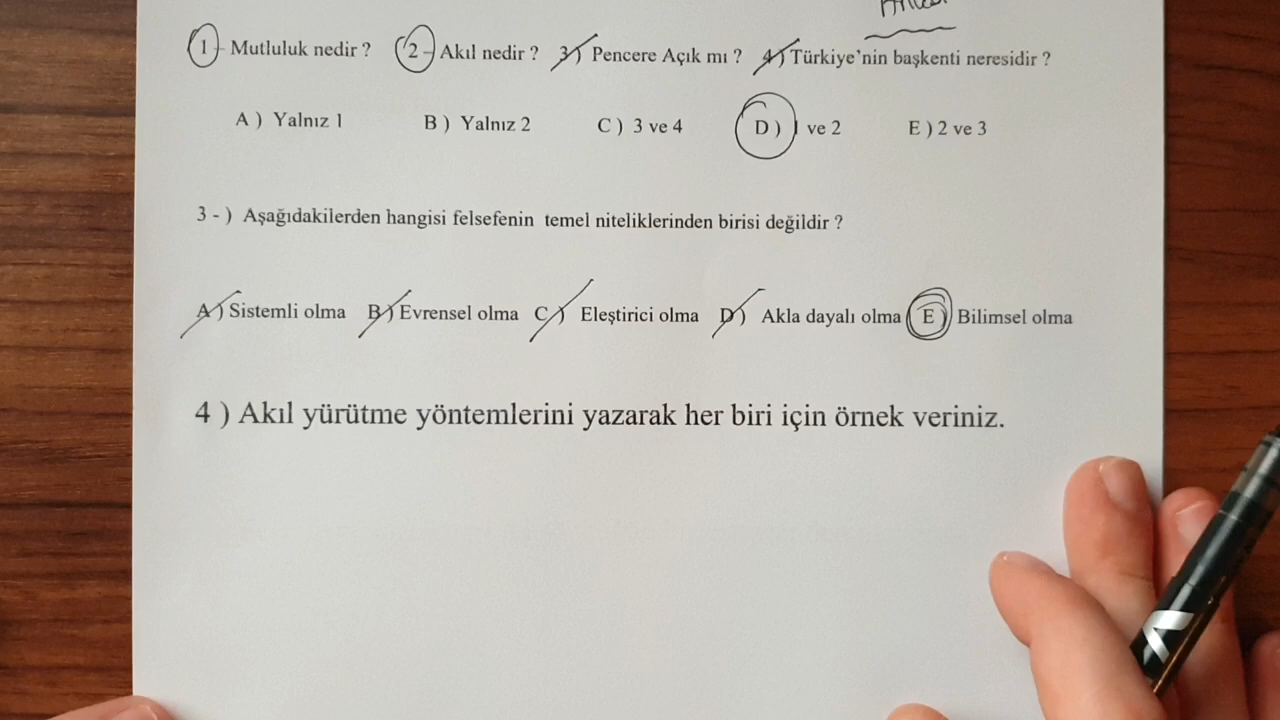 1 - Mutluluk nedir ? 2 - Akıl nedir ? 3 ) Pencere Açık mı ? 4 ) Türkiye'nin başkenti neresidir ?
A ) Yalnız 1 B ) Yalnız 2 C ) 3 ve 4 D ) 1 ve 2 E ) 2 ve 3
3 - ) Aşağıdakilerden hangisi felsefenin temel niteliklerinden birisi değildir ?
A ) Sistemli olma B ) Evrensel olma C ) Eleştirici olma D ) Akla dayalı olma E ) Bilimsel olma
4 ) Akıl yürütme yöntemlerini yazarak her biri için örnek veriniz.